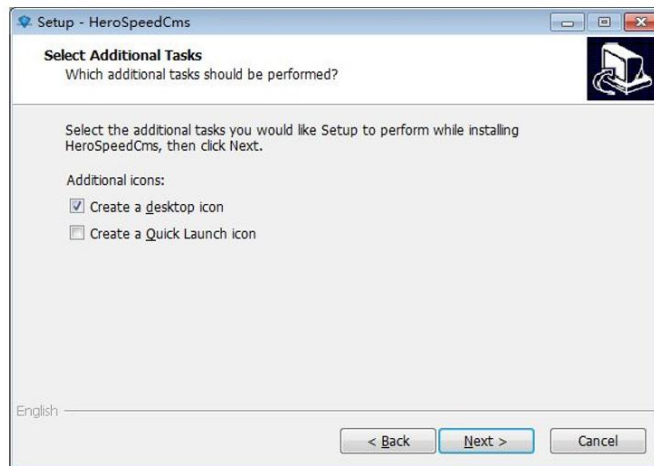 Setup - HeroSpeedCms
Select Additional Tasks
Which additional tasks should be performed?
Select the additional tasks you would like Setup to perform while installing
HeroSpeedCms, then click Next.
Additional icons:
Create a desktop icon
Create a Quick Launch icon
English
< Back
Next >
Cancel